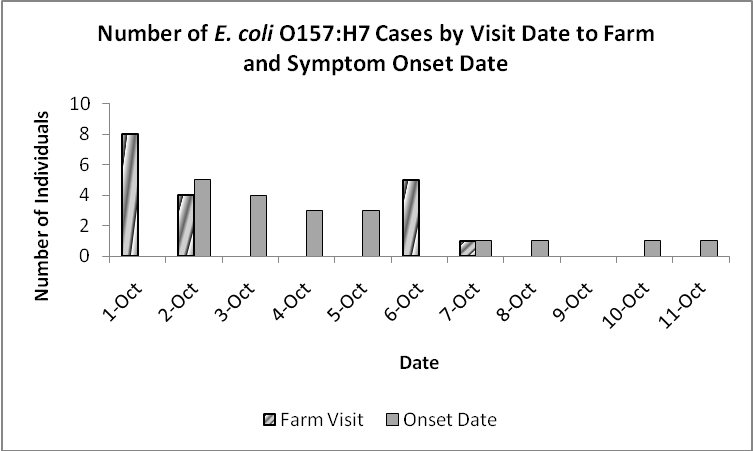 Number of E. coli O157:H7 Cases by Visit Date to Farm
and Symptom Onset Date
Number of Individuals
10
8
6
4
2
0
1-Oct
2-Oct
3-Oct
4-Oct
5-Oct
6-Oct
7-Oct
8-Oct
9-Oct
10-Oct
11-Oct
Date
Farm Visit
Onset Date